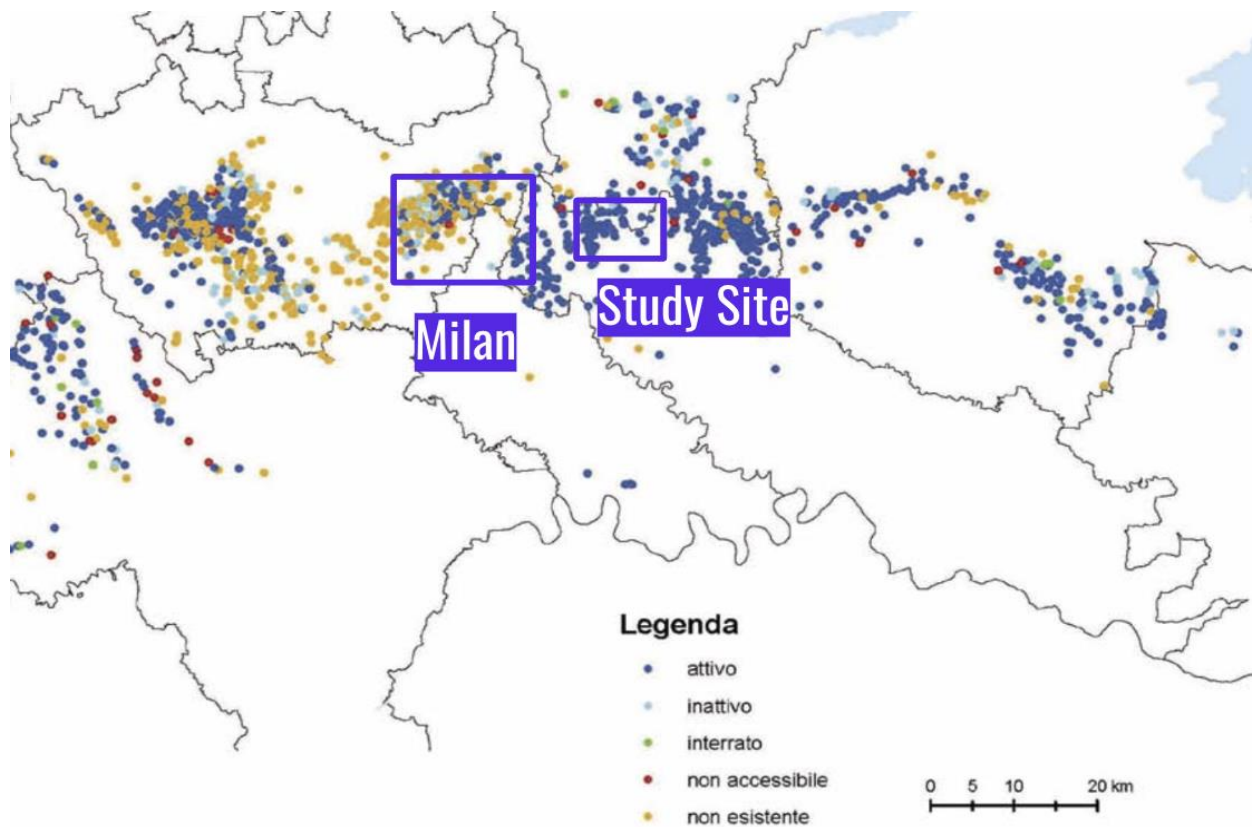 Milan
Study Site
Legenda
attivo
inattivo
interrato
non accessibile
non esistente
0 5 10 20 km